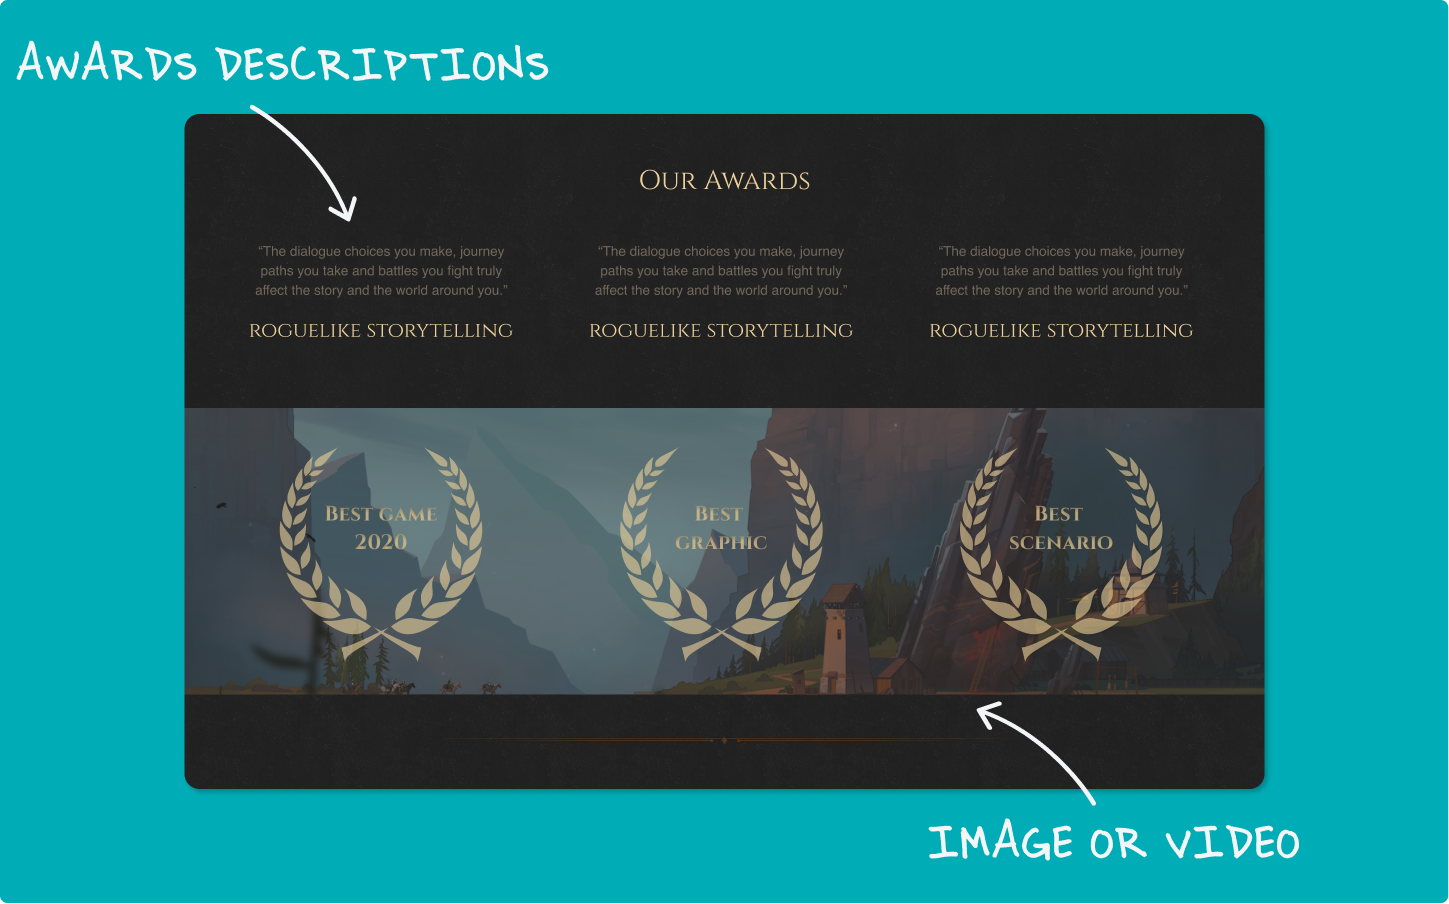 AWARDS DESCRIPTIONS
Our Awards
“The dialogue choices you make, journey
paths you take and battles you fight truly
affect the story and the world around you.”
ROGUELIKE STORYTELLING
“The dialogue choices you make, journey
paths you take and battles you fight truly
affect the story and the world around you.”
ROGUELIKE STORYTELLING
“The dialogue choices you make, journey
paths you take and battles you fight truly
affect the story and the world around you.”
ROGUELIKE STORYTELLING
Best game
2020
Best
graphic
Best
scenario
IMAGE OR VIDEO